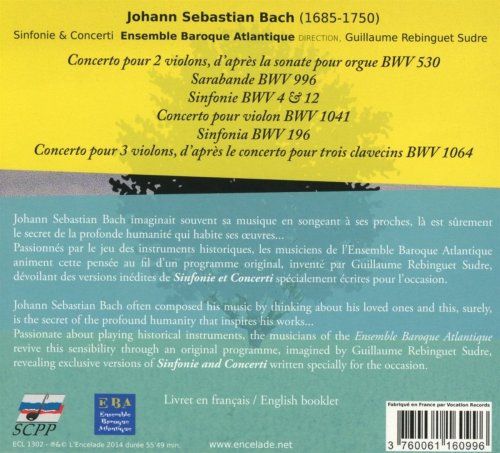 Johann Sebastian Bach (1685-1750)
Sinfonie & Concerti Ensemble Baroque Atlantique DIRECTION, Guillaume Rebinguet Sudre
Concerto pour 2 violons, d'après la sonate pour orgue BWV 530
Sarabande BWV 996
Sinfonie BWV 4 & 12
Concerto pour violon BWV 1041
Sinfonia BWV 196
Concerto pour 3 violons, d'après le concerto pour trois clavecins BWV 1064
Johann Sebastian Bach imaginait souvent sa musique en songeant à ses proches, là est sûrement
le secret de la profonde humanité qui habite ses œuvres...
Passionnés par le jeu des instruments historiques, les musiciens de l'Ensemble Baroque Atlantique
animent cette pensée au fil d'un programme original, inventé par Guillaume Rebinguet Sudre,
dévoilant des versions inédites de Sinfonie et Concerti spécialement écrites pour l'occasion.
Johann Sebastian Bach often composed his music by thinking about his loved ones and this, surely,
is the secret of the profound humanity that inspires his works...
Passionate about playing historical instruments, the musicians of the Ensemble Baroque Atlantique
revive this sensibility through an original programme, imagined by Guillaume Rebinguet Sudre,
revealing exclusive versions of Sinfonie and Concerti written specially for the occasion.
Livret en français / English booklet
SCPP
EBA
Ensemble
Baroque
Atlantique
ECL 1302 - ℗&© L'Encelade 2014 durée 55'49 min.
www.encelade.net
Fabriqué en France par Vocation Records
3 760061 160996